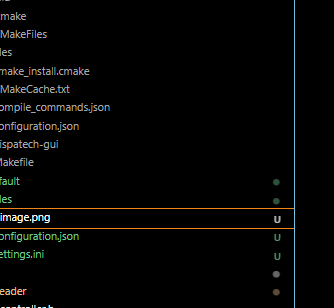 make
MakeFiles
les
make_install.cmake
MakeCache.txt
ompile_commands.json
onfiguration.json
ispatech-gui
Makefile
fault
les
image.png U
onfiguration.json U
ettings.ini U
eader